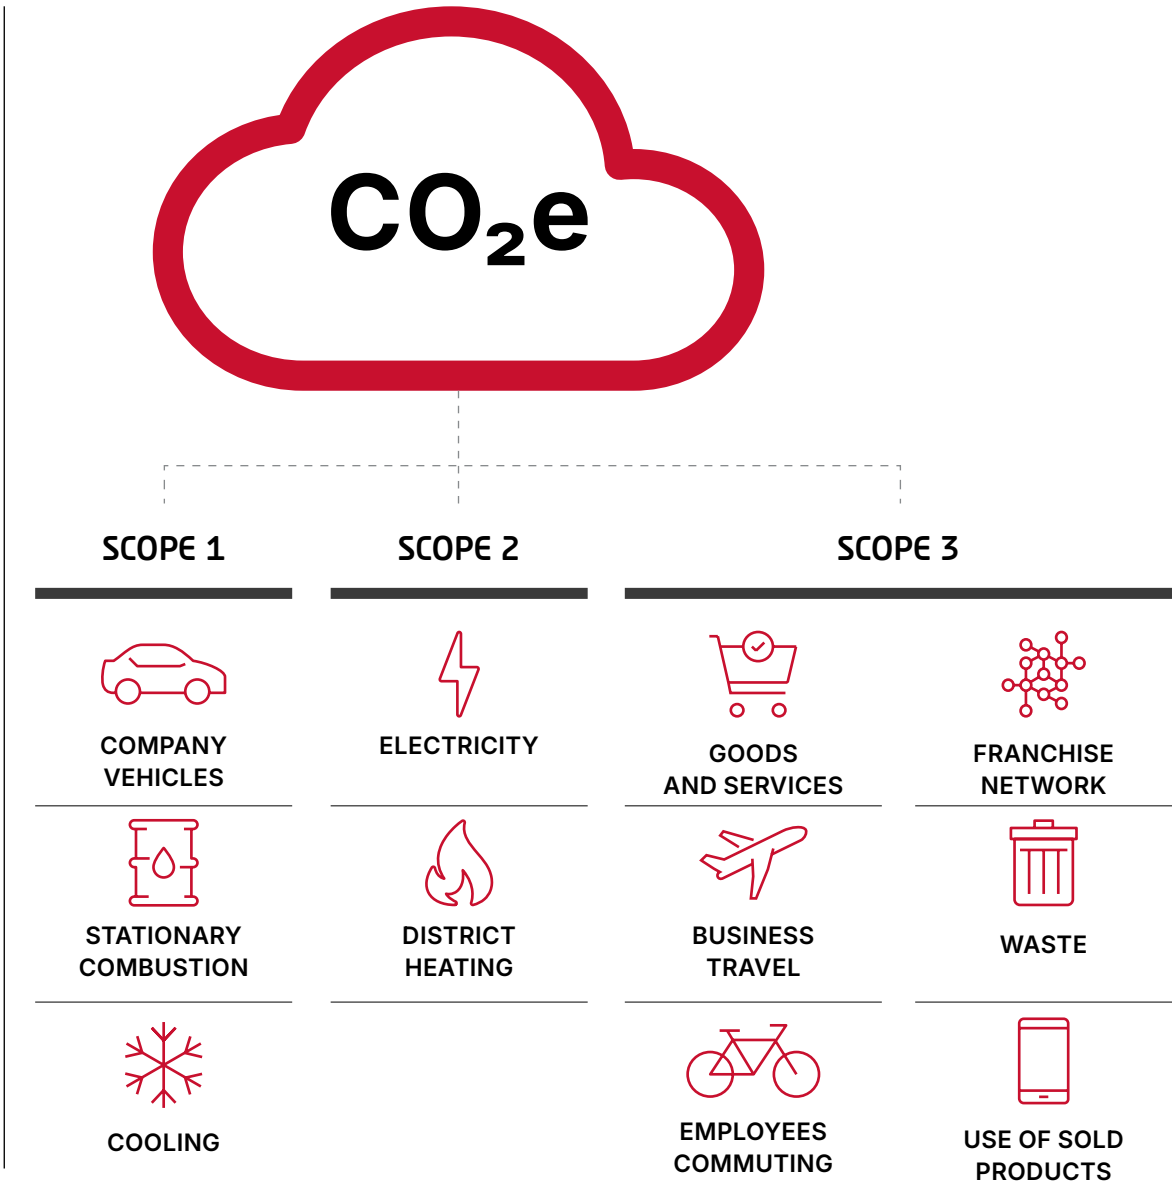 CO₂e
SCOPE 1
COMPANY
VEHICLES
STATIONARY
COMBUSTION
COOLING
SCOPE 2
ELECTRICITY
DISTRICT
HEATING
SCOPE 3
GOODS
AND SERVICES
FRANCHISE
NETWORK
BUSINESS
TRAVEL
WASTE
EMPLOYEES
COMMUTING
USE OF SOLD
PRODUCTS